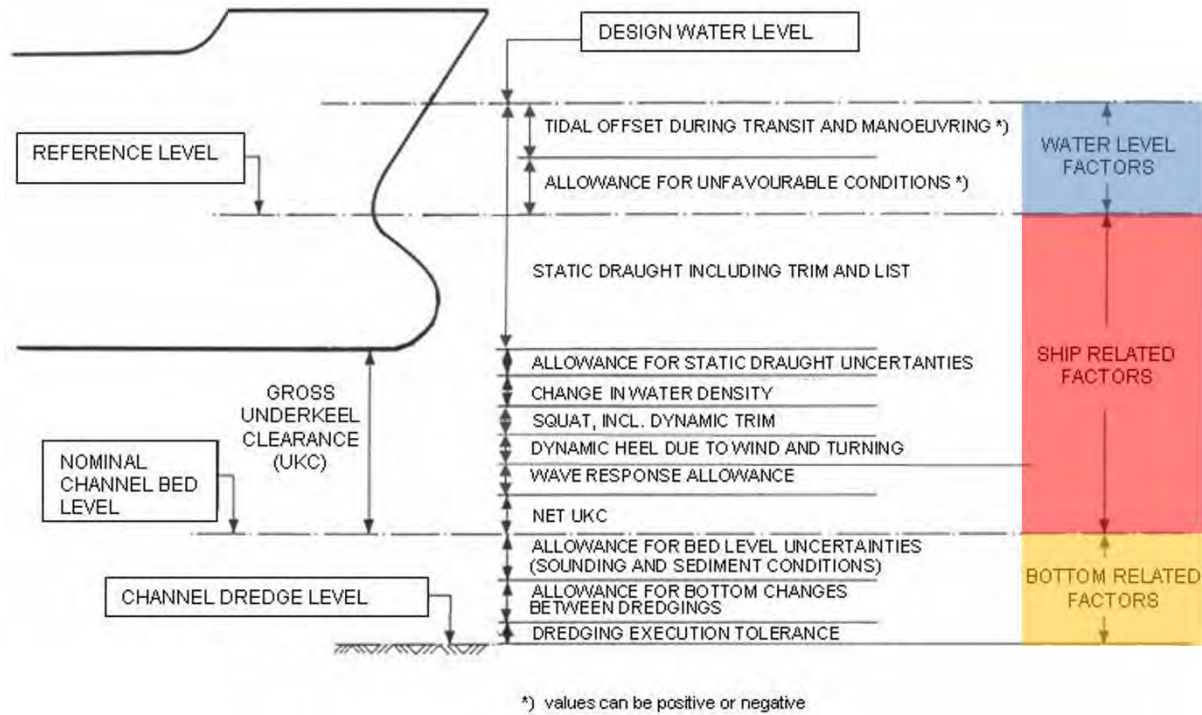 DESIGN WATER LEVEL
TIDAL OFFSET DURING TRANSIT AND MANOEUVRING *)
REFERENCE LEVEL
WATER LEVEL
FACTORS
ALLOWANCE FOR UNFAVOURABLE CONDITIONS *)
STATIC DRAUGHT INCLUDING TRIM AND LIST
SHIP RELATED
FACTORS
ALLOWANCE FOR STATIC DRAUGHT UNCERTANTIES
CHANGE IN WATER DENSITY
GROSS
UNDERKEEL
CLEARANCE
(UKC)
SQUAT, INCL. DYNAMIC TRIM
DYNAMIC HEEL DUE TO WIND AND TURNING
NOMINAL
CHANNEL BED
LEVEL
WAVE RESPONSE ALLOWANCE
NET UKC
ALLOWANCE FOR BED LEVEL UNCERTAINTIES
(SOUNDING AND SEDIMENT CONDITIONS)
BOTTOM RELATED
FACTORS
CHANNEL DREDGE LEVEL
ALLOWANCE FOR BOTTOM CHANGES
BETWEEN DREDGINGS
DREDGING EXECUTION TOLERANCE
*) values can be positive or negative